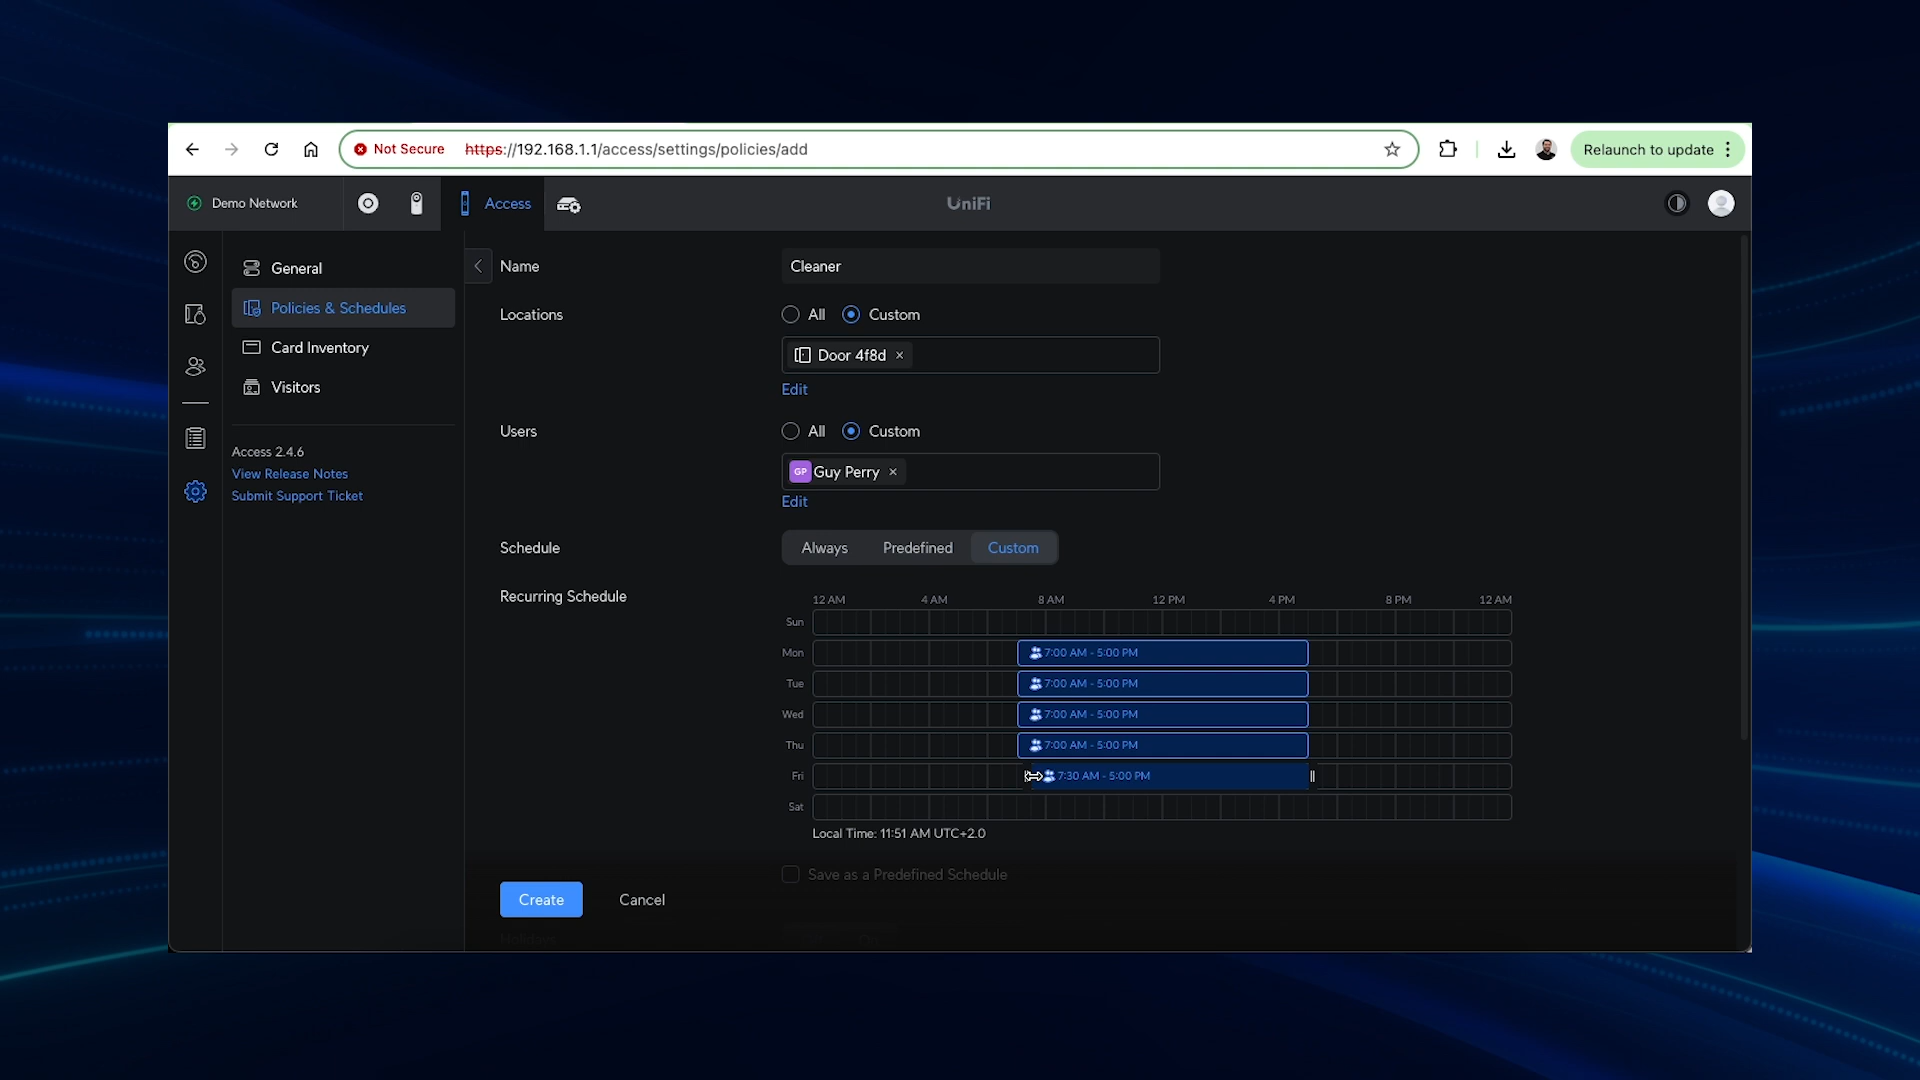 Not Secure https://192.168.1.1/access/settings/policies/add Relaunch to update
Demo Network Access UniFi
General
Policies & Schedules
Card Inventory
Visitors
Access 2.4.6
View Release Notes
Submit Support Ticket
Name Cleaner
Locations All Custom
Door 4f8d
Edit
Users All Custom
GP Guy Perry
Edit
Schedule Always Predefined Custom
Recurring Schedule
12 AM 4 AM 8 AM 12 PM 4 PM 8 PM 12 AM
Sun
Mon 7:00 AM - 5:00 PM
Tue 7:00 AM - 5:00 PM
Wed 7:00 AM - 5:00 PM
Thu 7:00 AM - 5:00 PM
Fri 7:30 AM - 5:00 PM
Sat
Local Time: 11:51 AM UTC+2.0
Save as a Predefined Schedule
Create Cancel